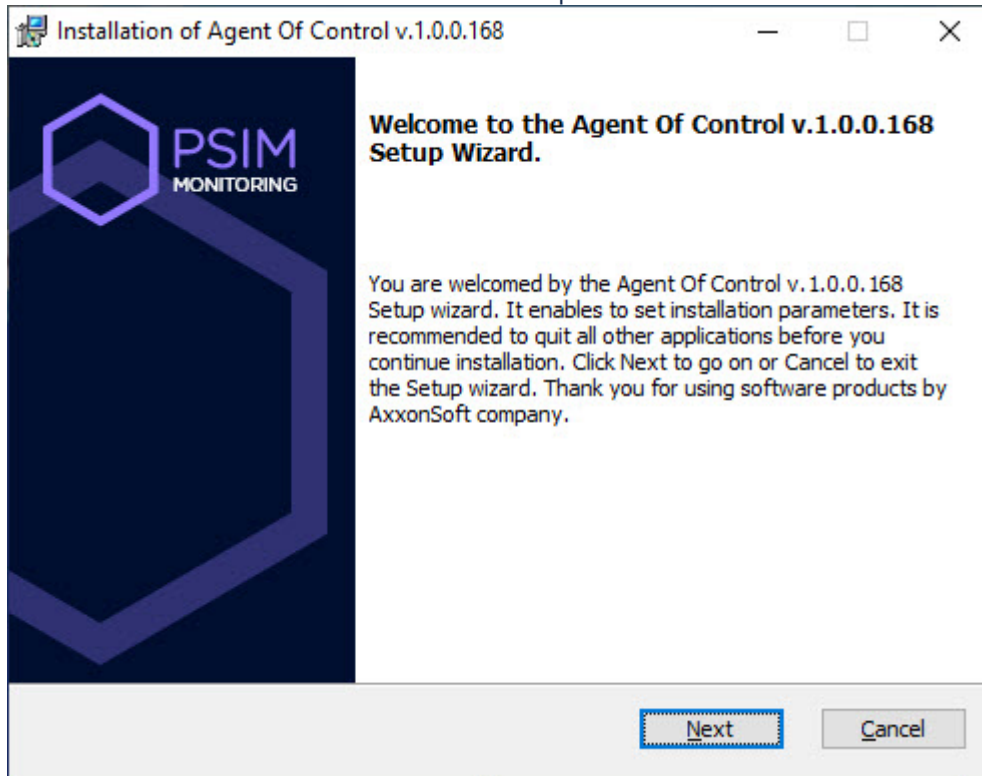 Installation of Agent Of Control v.1.0.0.168
PSIM
MONITORING
Welcome to the Agent Of Control v.1.0.0.168
Setup Wizard.
You are welcomed by the Agent Of Control v.1.0.0.168
Setup wizard. It enables to set installation parameters. It is
recommended to quit all other applications before you
continue installation. Click Next to go on or Cancel to exit
the Setup wizard. Thank you for using software products by
AxxonSoft company.
Next
Cancel